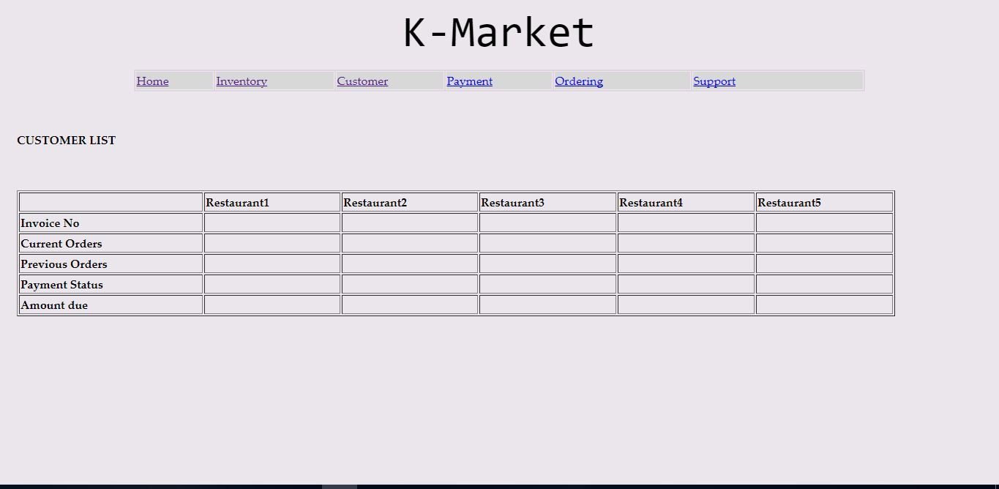 K-Market
Home Inventory Customer Payment Ordering Support
CUSTOMER LIST
Restaurant1 Restaurant2 Restaurant3 Restaurant4 Restaurant5
Invoice No
Current Orders
Previous Orders
Payment Status
Amount due